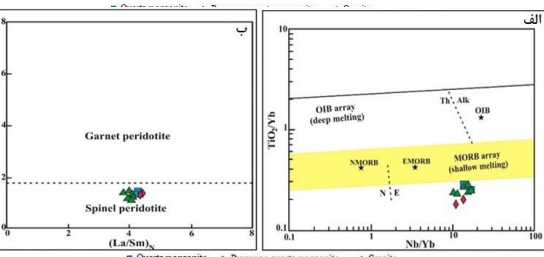 ب
8
6
4
2
0
Garnet peridotite
Spinel peridotite
0
2
4
6
8
(La/Sm)N
الف
10
1
0.1
TiO2/Yb
OIB array
(deep melting)
Th
Alk
OIB
NMORB
EMORB
MORB array
(shallow melting)
N
E
0.1
1
10
100
Nb/Yb